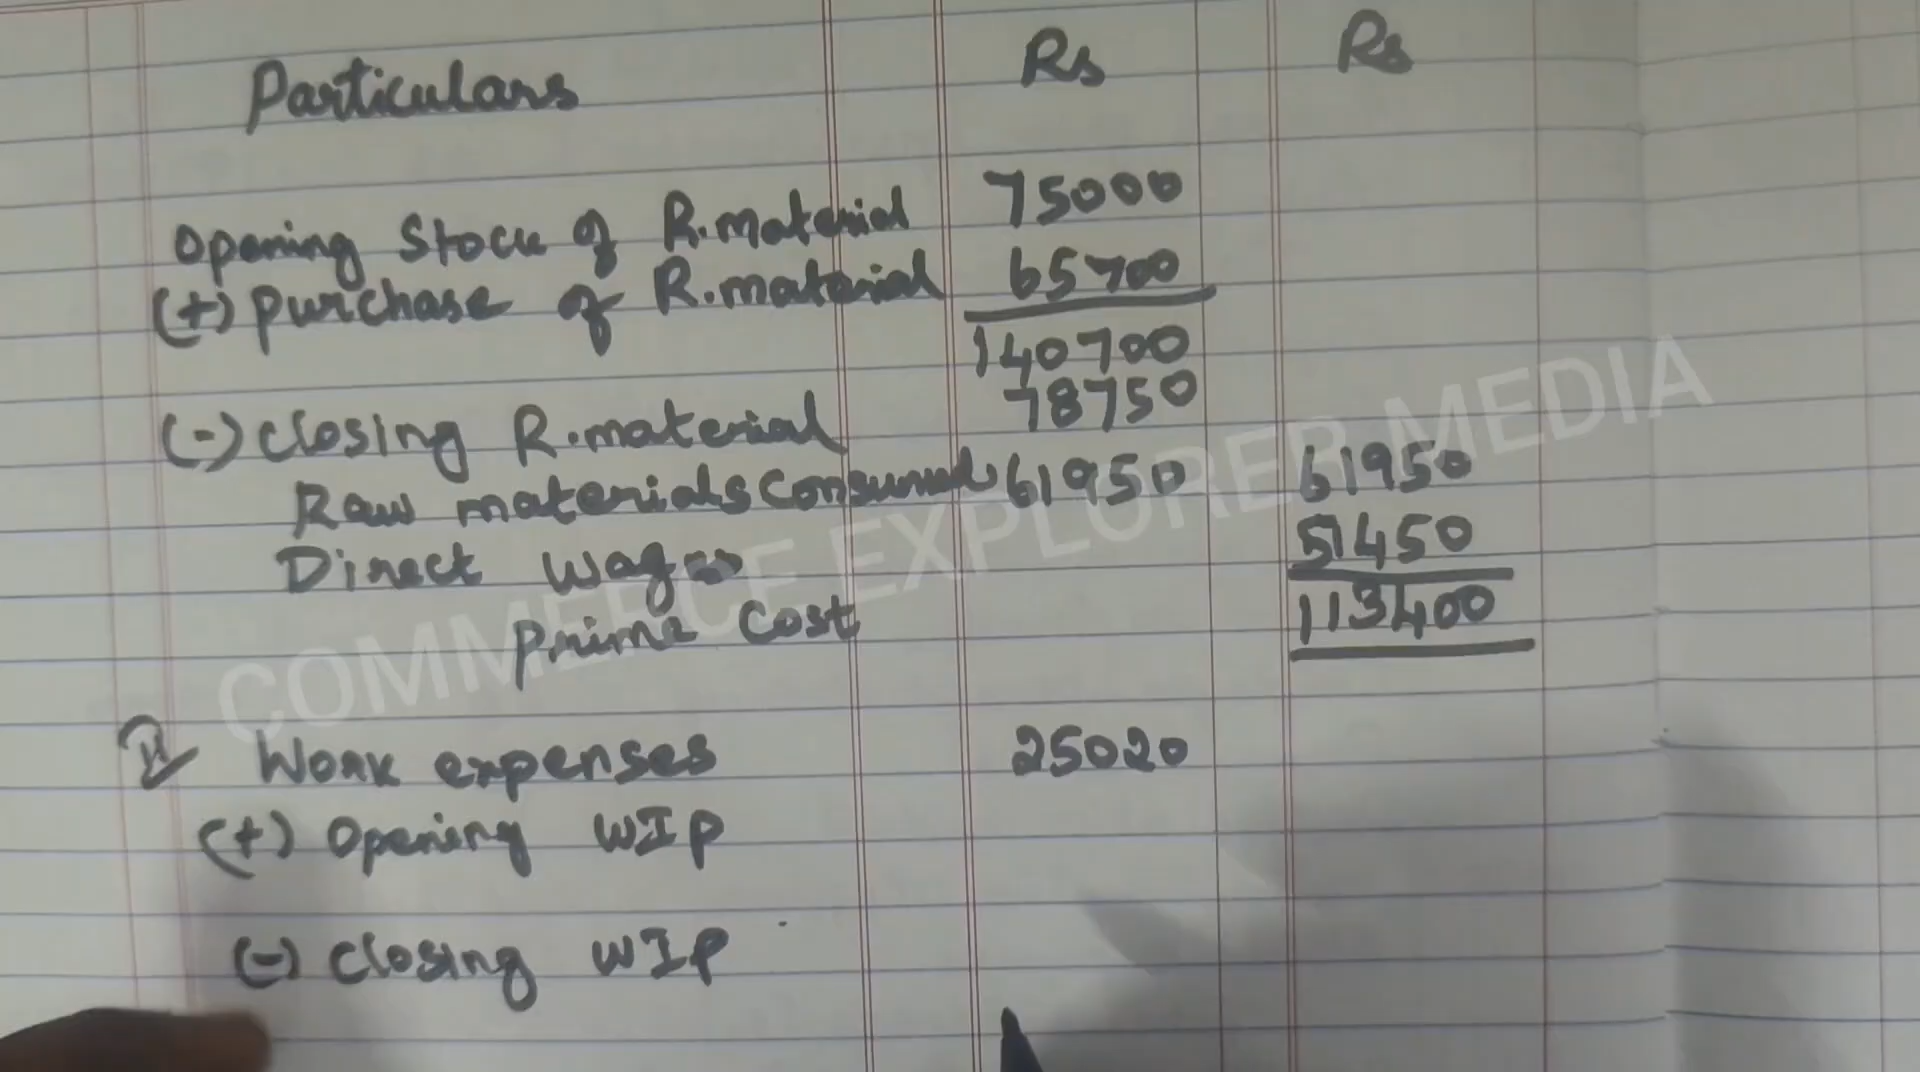 Particulars Rs Rs
Opening Stock of R.material 75000
(+) Purchase of R.material 65700
140700
(-) Closing R.material 78750
Raw materials Consumed 61950 61950
Direct wages 51450
Prime Cost 113400
Work expenses 25020
(+) Opening WIP
(-) Closing WIP
COMMERCE EXPLORER MEDIA